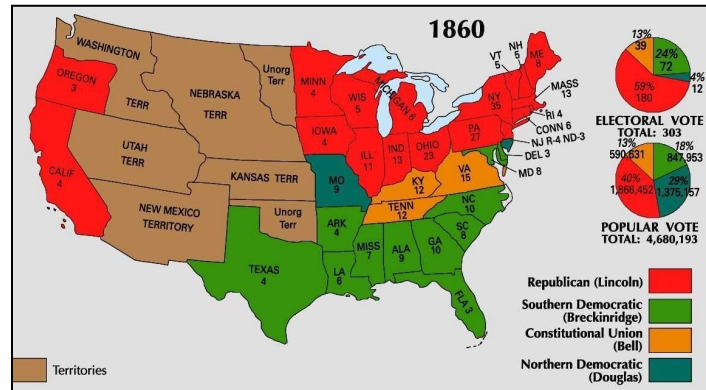 1860
WASHINGTON
TERR
OREGON
3
CALIF
4
NEBRASKA
TERR
Unorg
Terr
UTAH
TERR
NEW MEXICO
TERRITORY
KANSAS TERR
Unorg
Terr
TEXAS
4
MINN
4
IOWA
4
MO
9
ARK
4
LA
6
WIS
5
ILL
11
MICHIGAN 6
IND
13
OHIO
23
KY
12
TENN
12
MISS
7
ALA
9
GA
10
FLA 3
SC
8
NC
10
VA
15
PA
27
NY
35
VT
5
NH
5
ME
8
MASS
13
RI 4
CONN 6
NJ R-4 ND-3
DEL 3
MD 8
13%
39
24%
72
4%
12
59%
180
ELECTORAL VOTE
TOTAL: 303
13%
590,631
18%
847,953
40%
1,866,452
29%
1,375,157
POPULAR VOTE
TOTAL: 4,680,193
Republican (Lincoln)
Southern Democratic
(Breckinridge)
Constitutional Union
(Bell)
Northern Democratic
(Douglas)
Territories